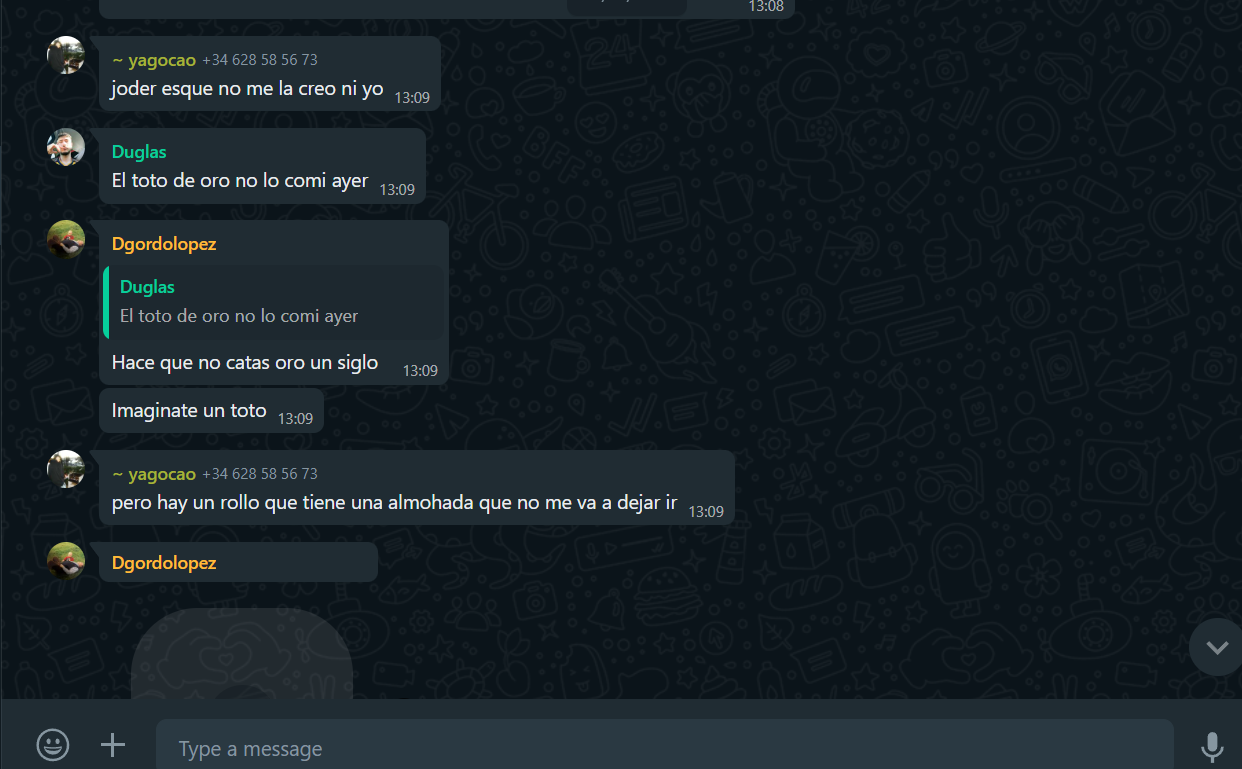 13:08
~ yagocao +34 628 58 56 73
joder esque no me la creo ni yo 13:09
Duglas
El toto de oro no lo comi ayer 13:09
Dgordolopez
Duglas
El toto de oro no lo comi ayer
Hace que no catas oro un siglo 13:09
Imaginate un toto 13:09
~ yagocao +34 628 58 56 73
pero hay un rollo que tiene una almohada que no me va a dejar ir 13:09
Dgordolopez
Type a message